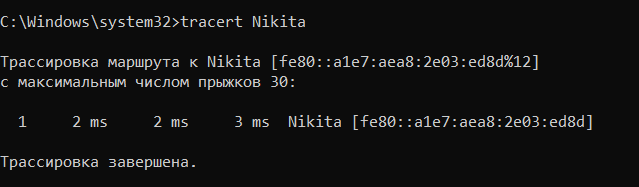 C:\Windows\system32>tracert Nikita
Трассировка маршрута к Nikita [fe80::a1e7:aea8:2e03:ed8d%12]
с максимальным числом прыжков 30:
1 2 ms 2 ms 3 ms Nikita [fe80::a1e7:aea8:2e03:ed8d]
Трассировка завершена.